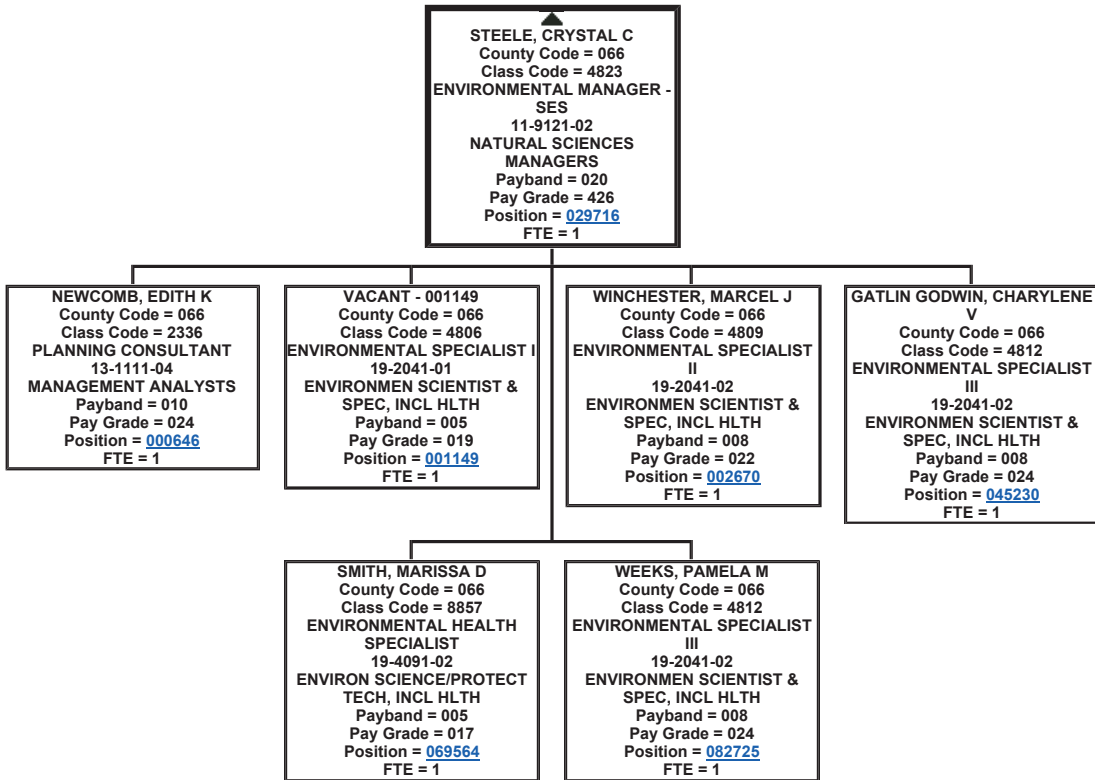 STEELE, CRYSTAL C
County Code = 066
Class Code = 4823
ENVIRONMENTAL MANAGER -
SES
11-9121-02
NATURAL SCIENCES
MANAGERS
Payband = 020
Pay Grade = 426
Position = 029716
FTE = 1
NEWCOMB, EDITH K
County Code = 066
Class Code = 2336
PLANNING CONSULTANT
13-1111-04
MANAGEMENT ANALYSTS
Payband = 010
Pay Grade = 024
Position = 000646
FTE = 1
VACANT - 001149
County Code = 066
Class Code = 4806
ENVIRONMENTAL SPECIALIST I
19-2041-01
ENVIRONMEN SCIENTIST &
SPEC, INCL HLTH
Payband = 005
Pay Grade = 019
Position = 001149
FTE = 1
WINCHESTER, MARCEL J
County Code = 066
Class Code = 4809
ENVIRONMENTAL SPECIALIST
II
19-2041-02
ENVIRONMEN SCIENTIST &
SPEC, INCL HLTH
Payband = 008
Pay Grade = 022
Position = 002670
FTE = 1
GATLIN GODWIN, CHARYLENE
V
County Code = 066
Class Code = 4812
ENVIRONMENTAL SPECIALIST
III
19-2041-02
ENVIRONMEN SCIENTIST &
SPEC, INCL HLTH
Payband = 008
Pay Grade = 024
Position = 045230
FTE = 1
SMITH, MARISSA D
County Code = 066
Class Code = 8857
ENVIRONMENTAL HEALTH
SPECIALIST
19-4091-02
ENVIRON SCIENCE/PROTECT
TECH, INCL HLTH
Payband = 005
Pay Grade = 017
Position = 069564
FTE = 1
WEEKS, PAMELA M
County Code = 066
Class Code = 4812
ENVIRONMENTAL SPECIALIST
III
19-2041-02
ENVIRONMEN SCIENTIST &
SPEC, INCL HLTH
Payband = 008
Pay Grade = 024
Position = 082725
FTE = 1